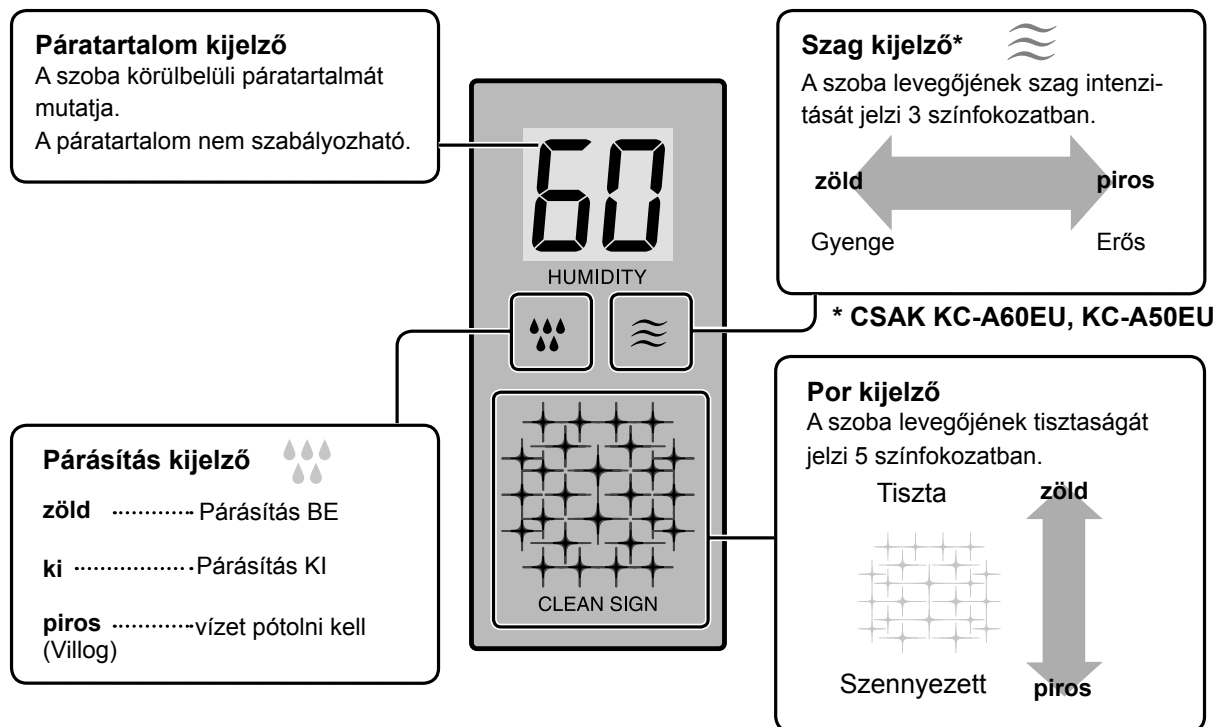 Páratartalom kijelző
A szoba körülbelüli páratartalmát
mutatja.
A páratartalom nem szabályozható.
Szag kijelző*
A szoba levegőjének szag intenzi-
tását jelzi 3 színfokozatban.
zöld piros
Gyenge Erős
* CSAK KC-A60EU, KC-A50EU
60
HUMIDITY
CLEAN SIGN
Párásítás kijelző
zöld ············ Párásítás BE
ki ·················· Párásítás KI
piros ············ vízet pótolni kell
(Villog)
Por kijelző
A szoba levegőjének tisztaságát
jelzi 5 színfokozatban.
Tiszta zöld
Szennyezett piros